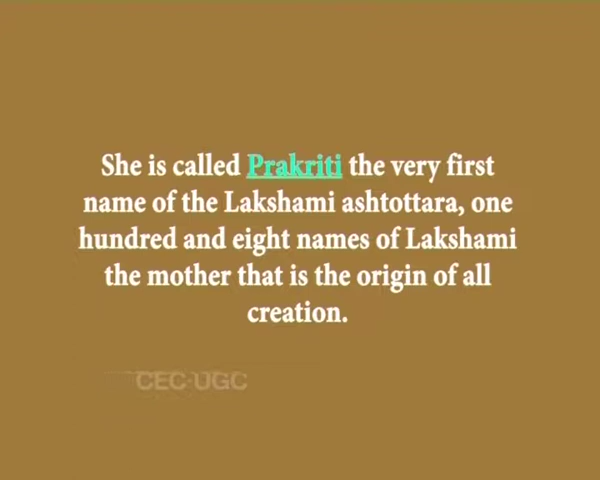 She is called Prakriti the very first
name of the Lakshami ashtottara, one
hundred and eight names of Lakshami
the mother that is the origin of all
creation.
CEC-UGC